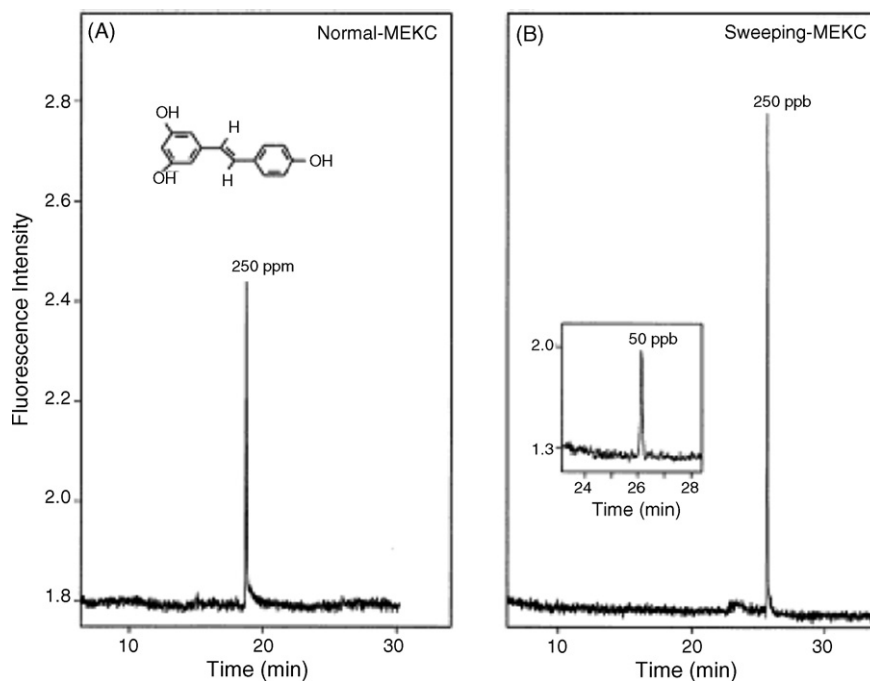 (A)
Normal-MEKC
2.8
2.6
2.4
2.2
2.0
1.8
Fluorescence Intensity
OH
H
OH
H
OH
250 ppm
10
20
30
Time (min)
(B)
Sweeping-MEKC
250 ppb
50 ppb
2.0
1.3
24
26
28
Time (min)
10
20
30
Time (min)